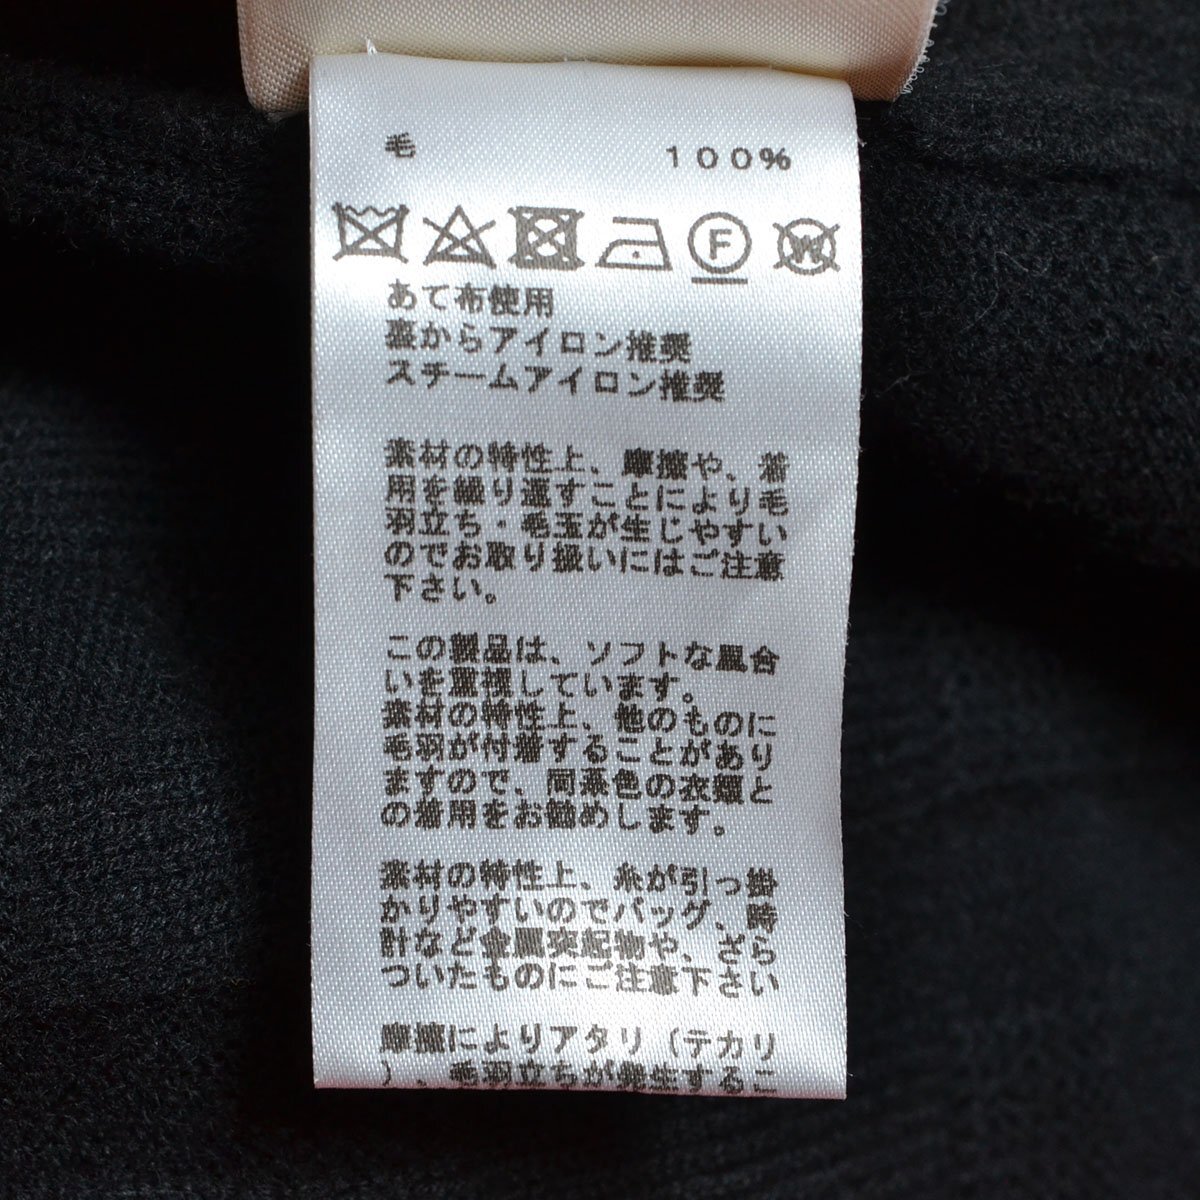 毛 100%
F W
あて布使用
裏からアイロン推奨
スチームアイロン推奨
素材の特性上、摩擦や、着
用を繰り返すことにより毛
羽立ち・毛玉が生じやすい
のでお取り扱いにはご注意
下さい。
この製品は、ソフトな風合
いを重視しています。
素材の特性上、他のものに
毛羽が付着することがあり
ますので、同系色の衣類と
の着用をお勧めします。
素材の特性上、糸が引っ掛
かりやすいのでバッグ、時
計など金属突起物や、ざら
ついたものにご注意下さい
摩擦によりアタリ（テカリ
）、毛羽立ちが発生するこ